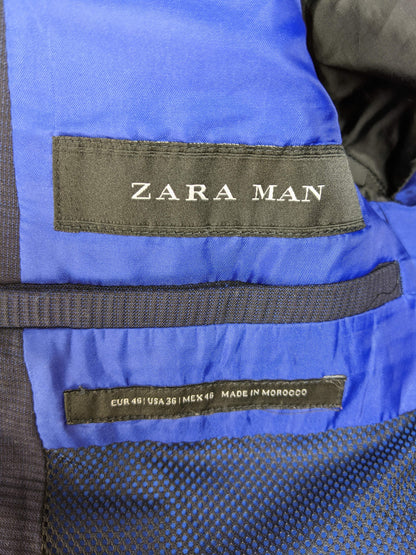 ZARA MAN
EUR 46 | USA 36 | MEX 46 MADE IN MOROCCO